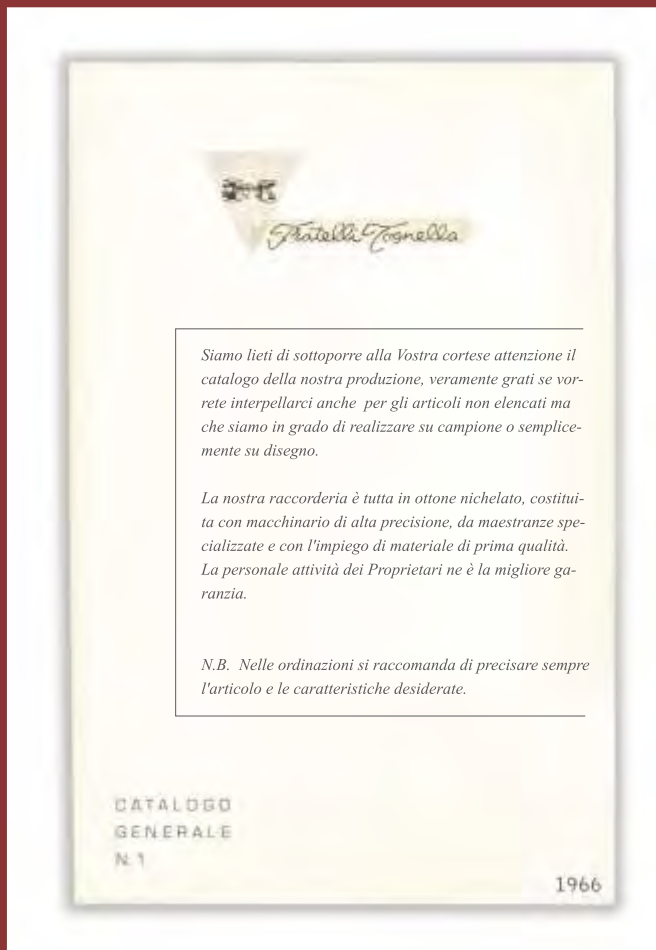 Fratelli Tognella
Siamo lieti di sottoporre alla Vostra cortese attenzione il
catalogo della nostra produzione, veramente grati se vor-
rete interpellarci anche  per gli articoli non elencati ma
che siamo in grado di realizzare su campione o semplice-
mente su disegno.
La nostra raccorderia è tutta in ottone nichelato, costitui-
ta con macchinario di alta precisione, da maestranze spe-
cializzate e con l'impiego di materiale di prima qualità.
La personale attività dei Proprietari ne è la migliore ga-
ranzia.
N.B.  Nelle ordinazioni si raccomanda di precisare sempre
l'articolo e le caratteristiche desiderate.
CATALOGO
GENERALE
N. 1
1966